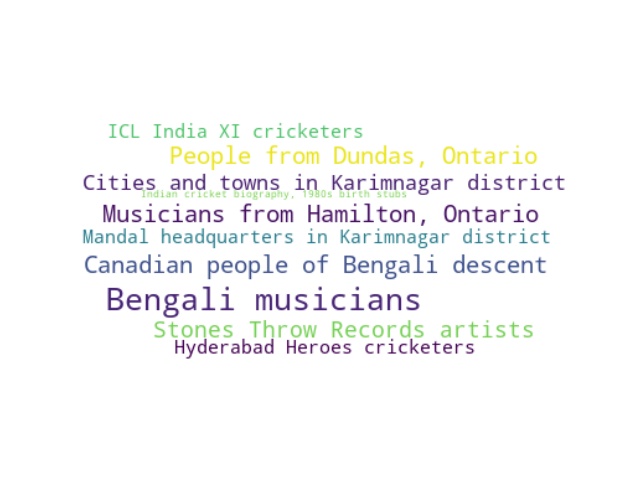 ICL India XI cricketers
People from Dundas, Ontario
Cities and towns in Karimnagar district
Indian cricket biography, 1980s birth stubs
Musicians from Hamilton, Ontario
Mandal headquarters in Karimnagar district
Canadian people of Bengali descent
Bengali musicians
Stones Throw Records artists
Hyderabad Heroes cricketers